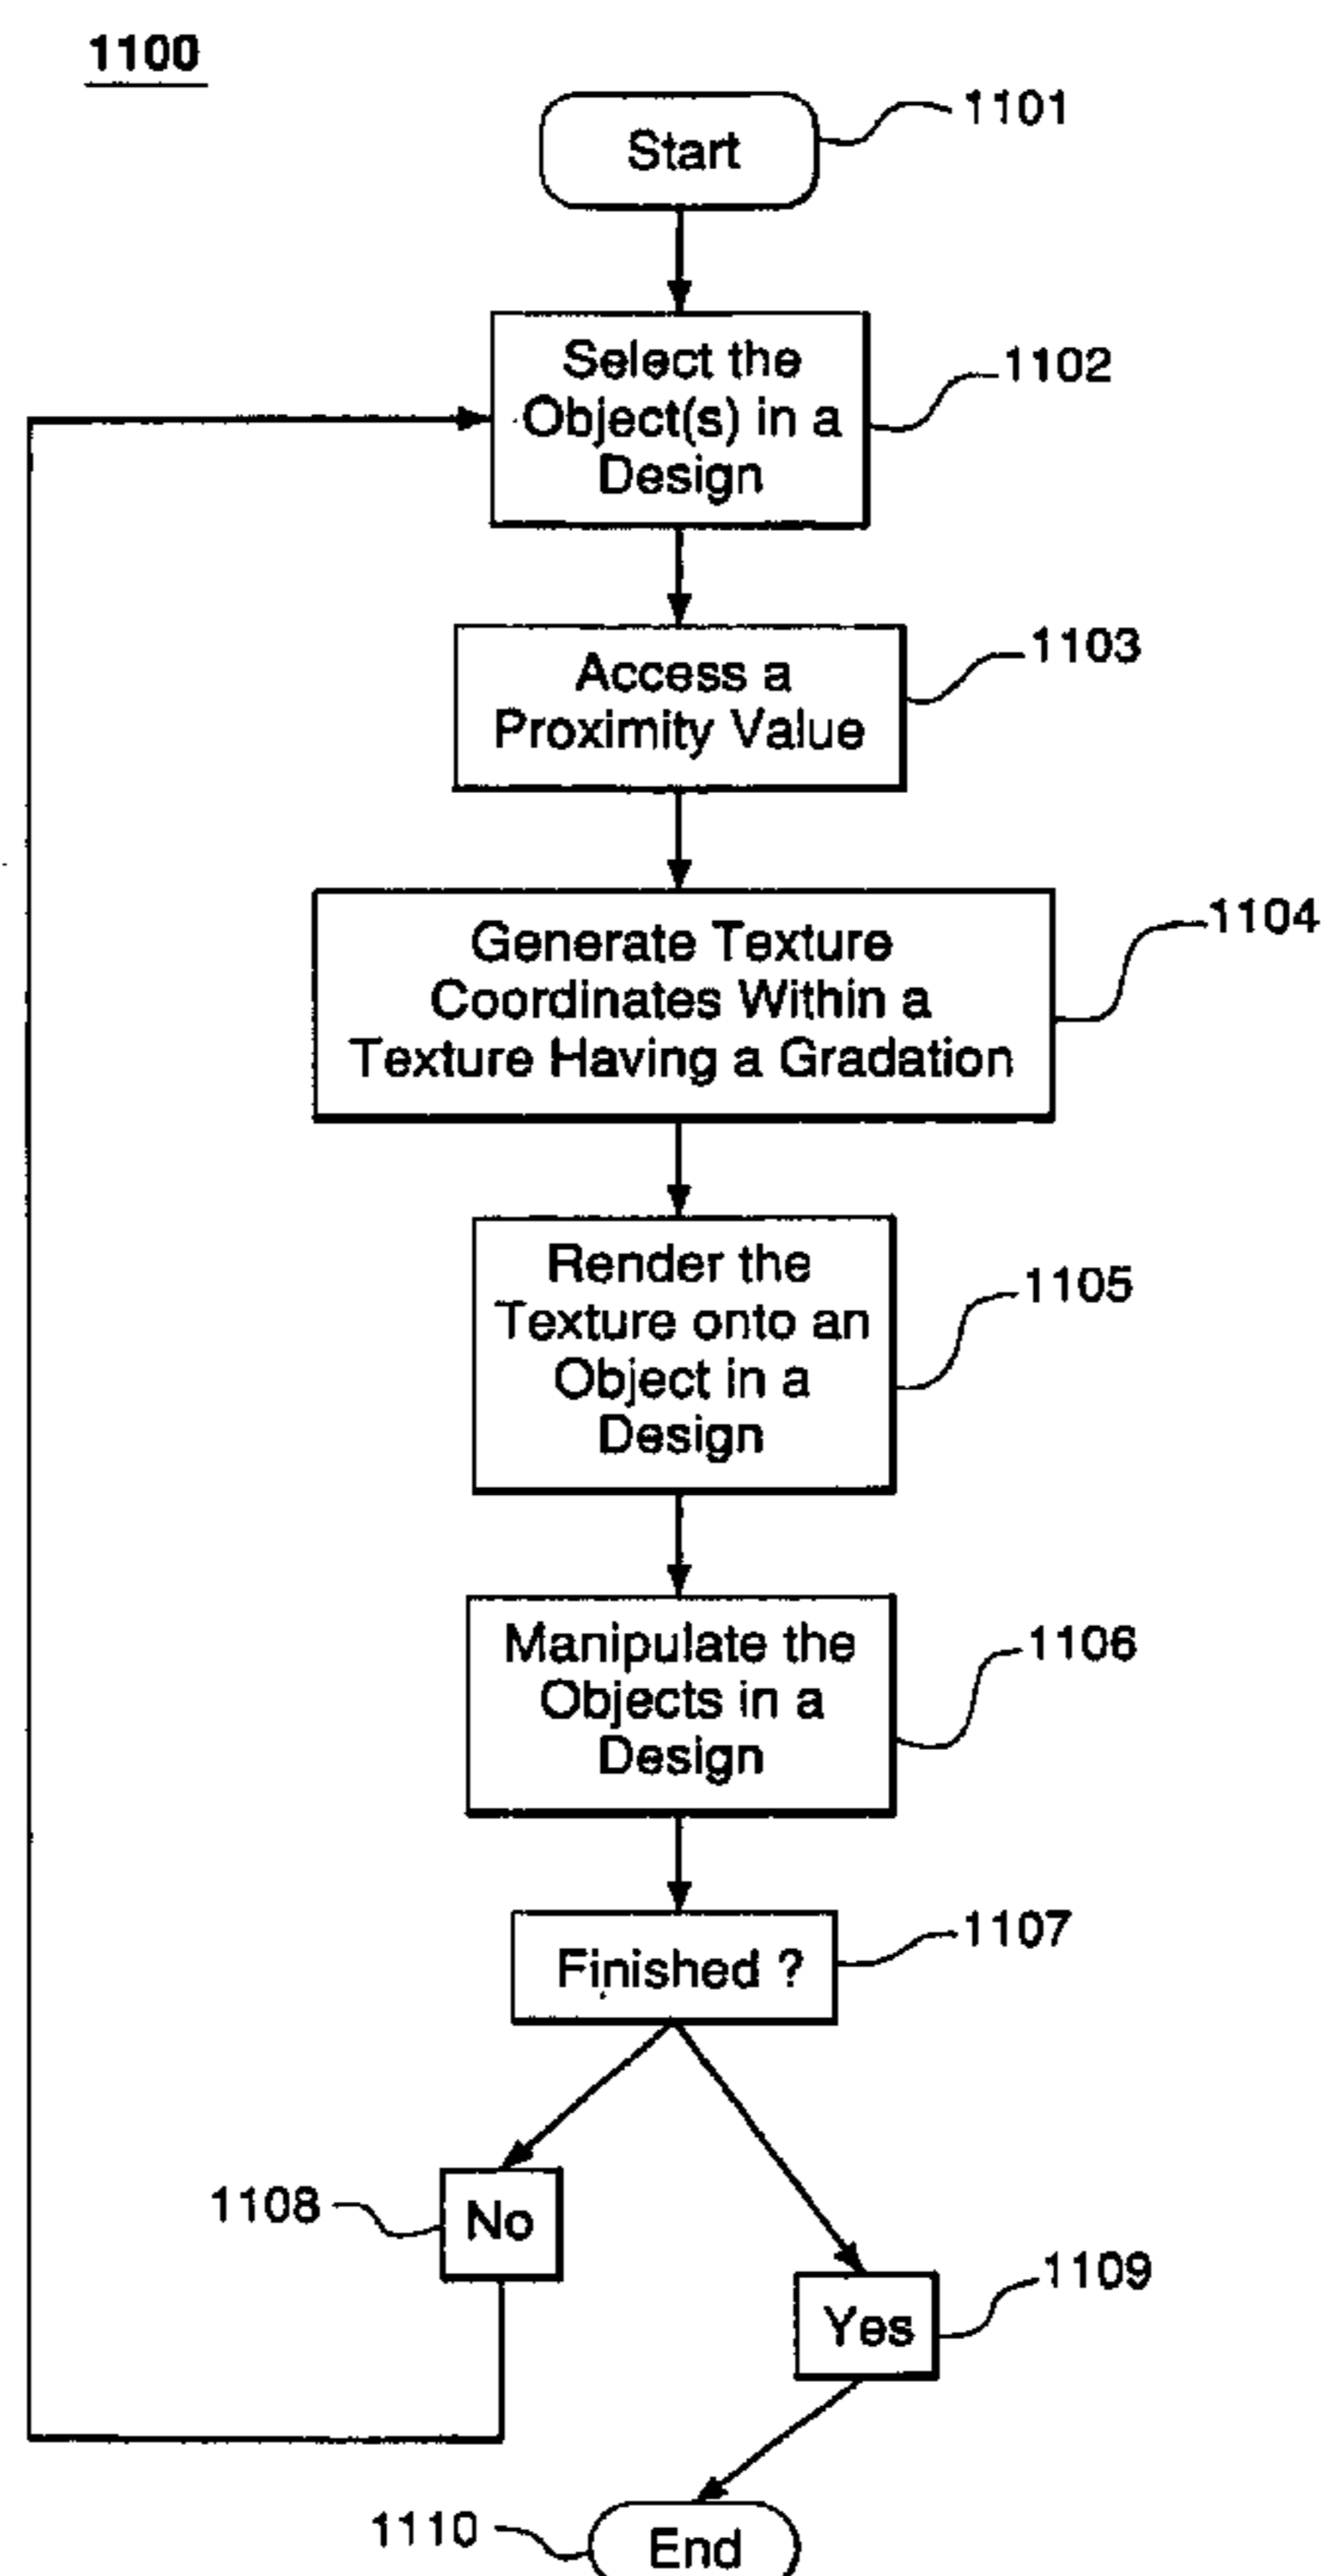 1100
Start
1101
Select the
Object(s) in a
Design
1102
Access a
Proximity Value
1103
Generate Texture
Coordinates Within a
Texture Having a Gradation
1104
Render the
Texture onto an
Object in a
Design
1105
Manipulate the
Objects in a
Design
1106
Finished ?
1107
1108
No
Yes
1109
1110
End